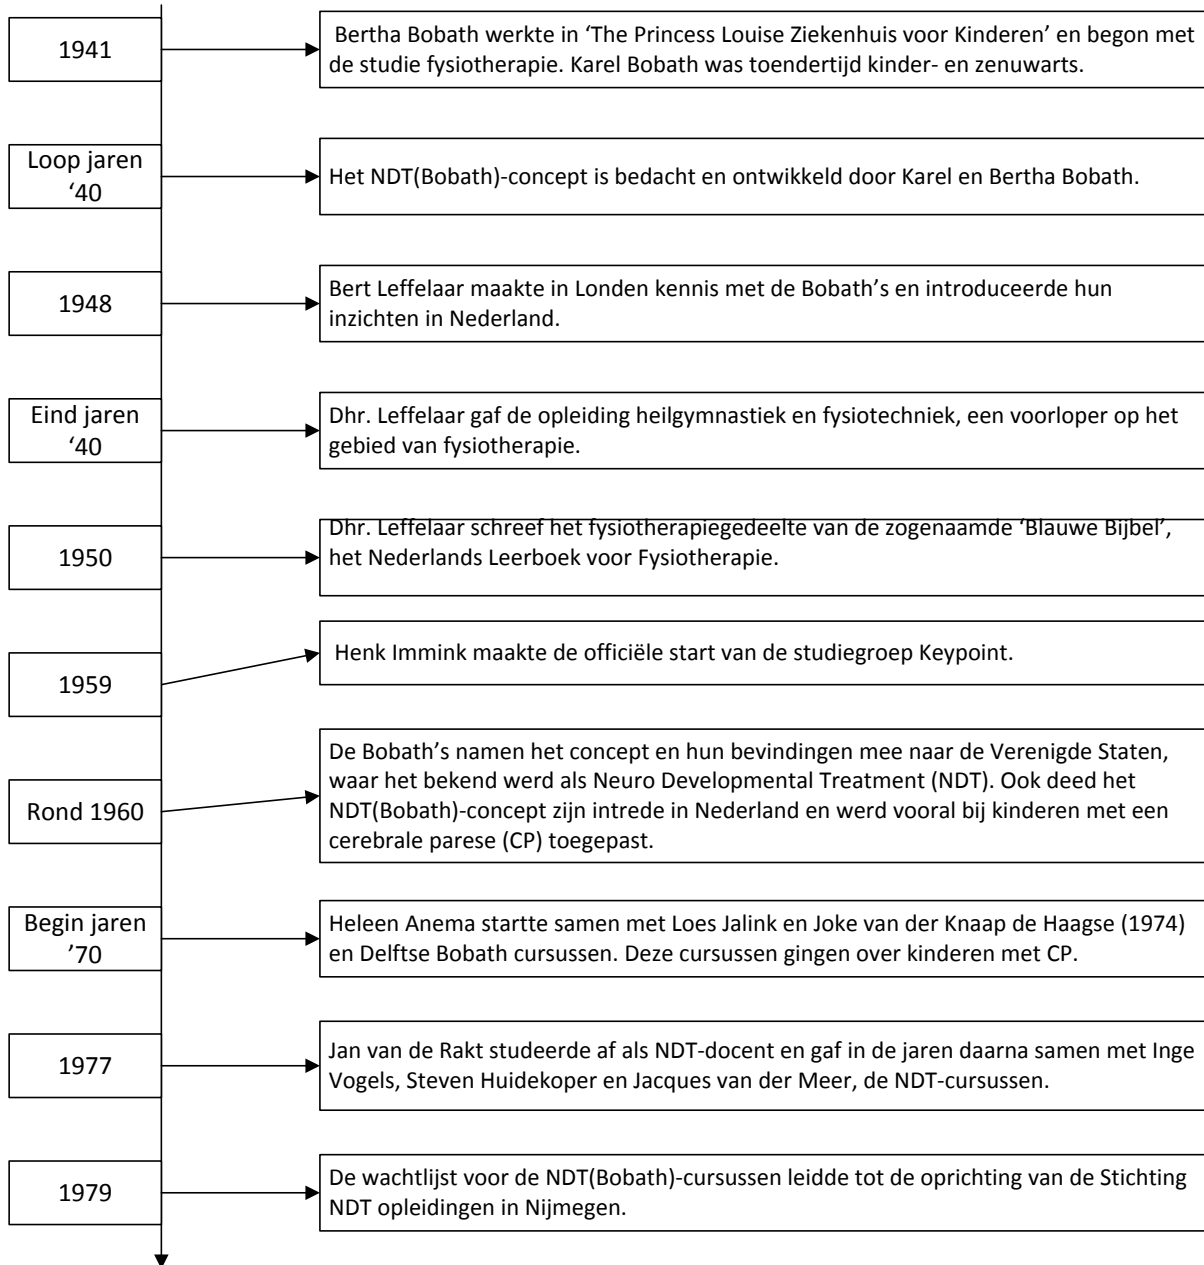 1941
Bertha Bobath werkte in ‘The Princess Louise Ziekenhuis voor Kinderen’ en begon met
de studie fysiotherapie. Karel Bobath was toendertijd kinder- en zenuwarts.
Loop jaren
‘40
Het NDT(Bobath)-concept is bedacht en ontwikkeld door Karel en Bertha Bobath.
1948
Bert Leffelaar maakte in Londen kennis met de Bobath’s en introduceerde hun
inzichten in Nederland.
Eind jaren
‘40
Dhr. Leffelaar gaf de opleiding heilgymnastiek en fysiotechniek, een voorloper op het
gebied van fysiotherapie.
1950
Dhr. Leffelaar schreef het fysiotherapiegedeelte van de zogenaamde ‘Blauwe Bijbel’,
het Nederlands Leerboek voor Fysiotherapie.
1959
Henk Immink maakte de officiële start van de studiegroep Keypoint.
Rond 1960
De Bobath’s namen het concept en hun bevindingen mee naar de Verenigde Staten,
waar het bekend werd als Neuro Developmental Treatment (NDT). Ook deed het
NDT(Bobath)-concept zijn intrede in Nederland en werd vooral bij kinderen met een
cerebrale parese (CP) toegepast.
Begin jaren
’70
Heleen Anema startte samen met Loes Jalink en Joke van der Knaap de Haagse (1974)
en Delftse Bobath cursussen. Deze cursussen gingen over kinderen met CP.
1977
Jan van de Rakt studeerde af als NDT-docent en gaf in de jaren daarna samen met Inge
Vogels, Steven Huidekoper en Jacques van der Meer, de NDT-cursussen.
1979
De wachtlijst voor de NDT(Bobath)-cursussen leidde tot de oprichting van de Stichting
NDT opleidingen in Nijmegen.